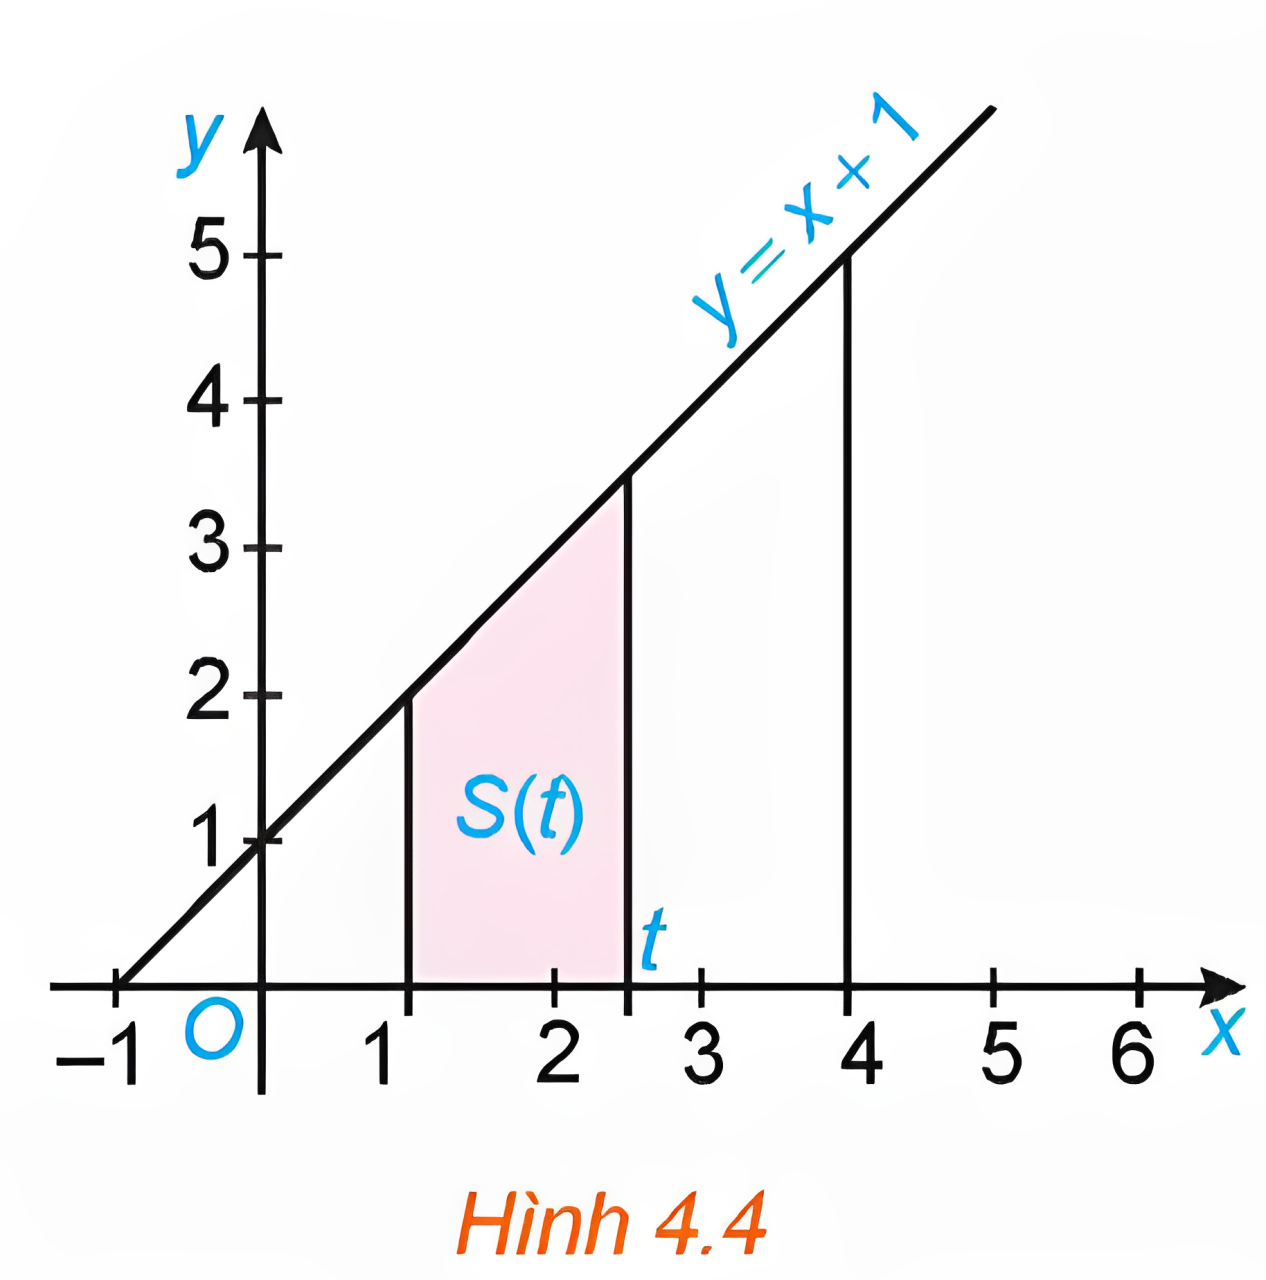 y
y = x + 1
5
4
3
2
1
S(t)
t
–1 O 1 2 3 4 5 6 x
Hình 4.4